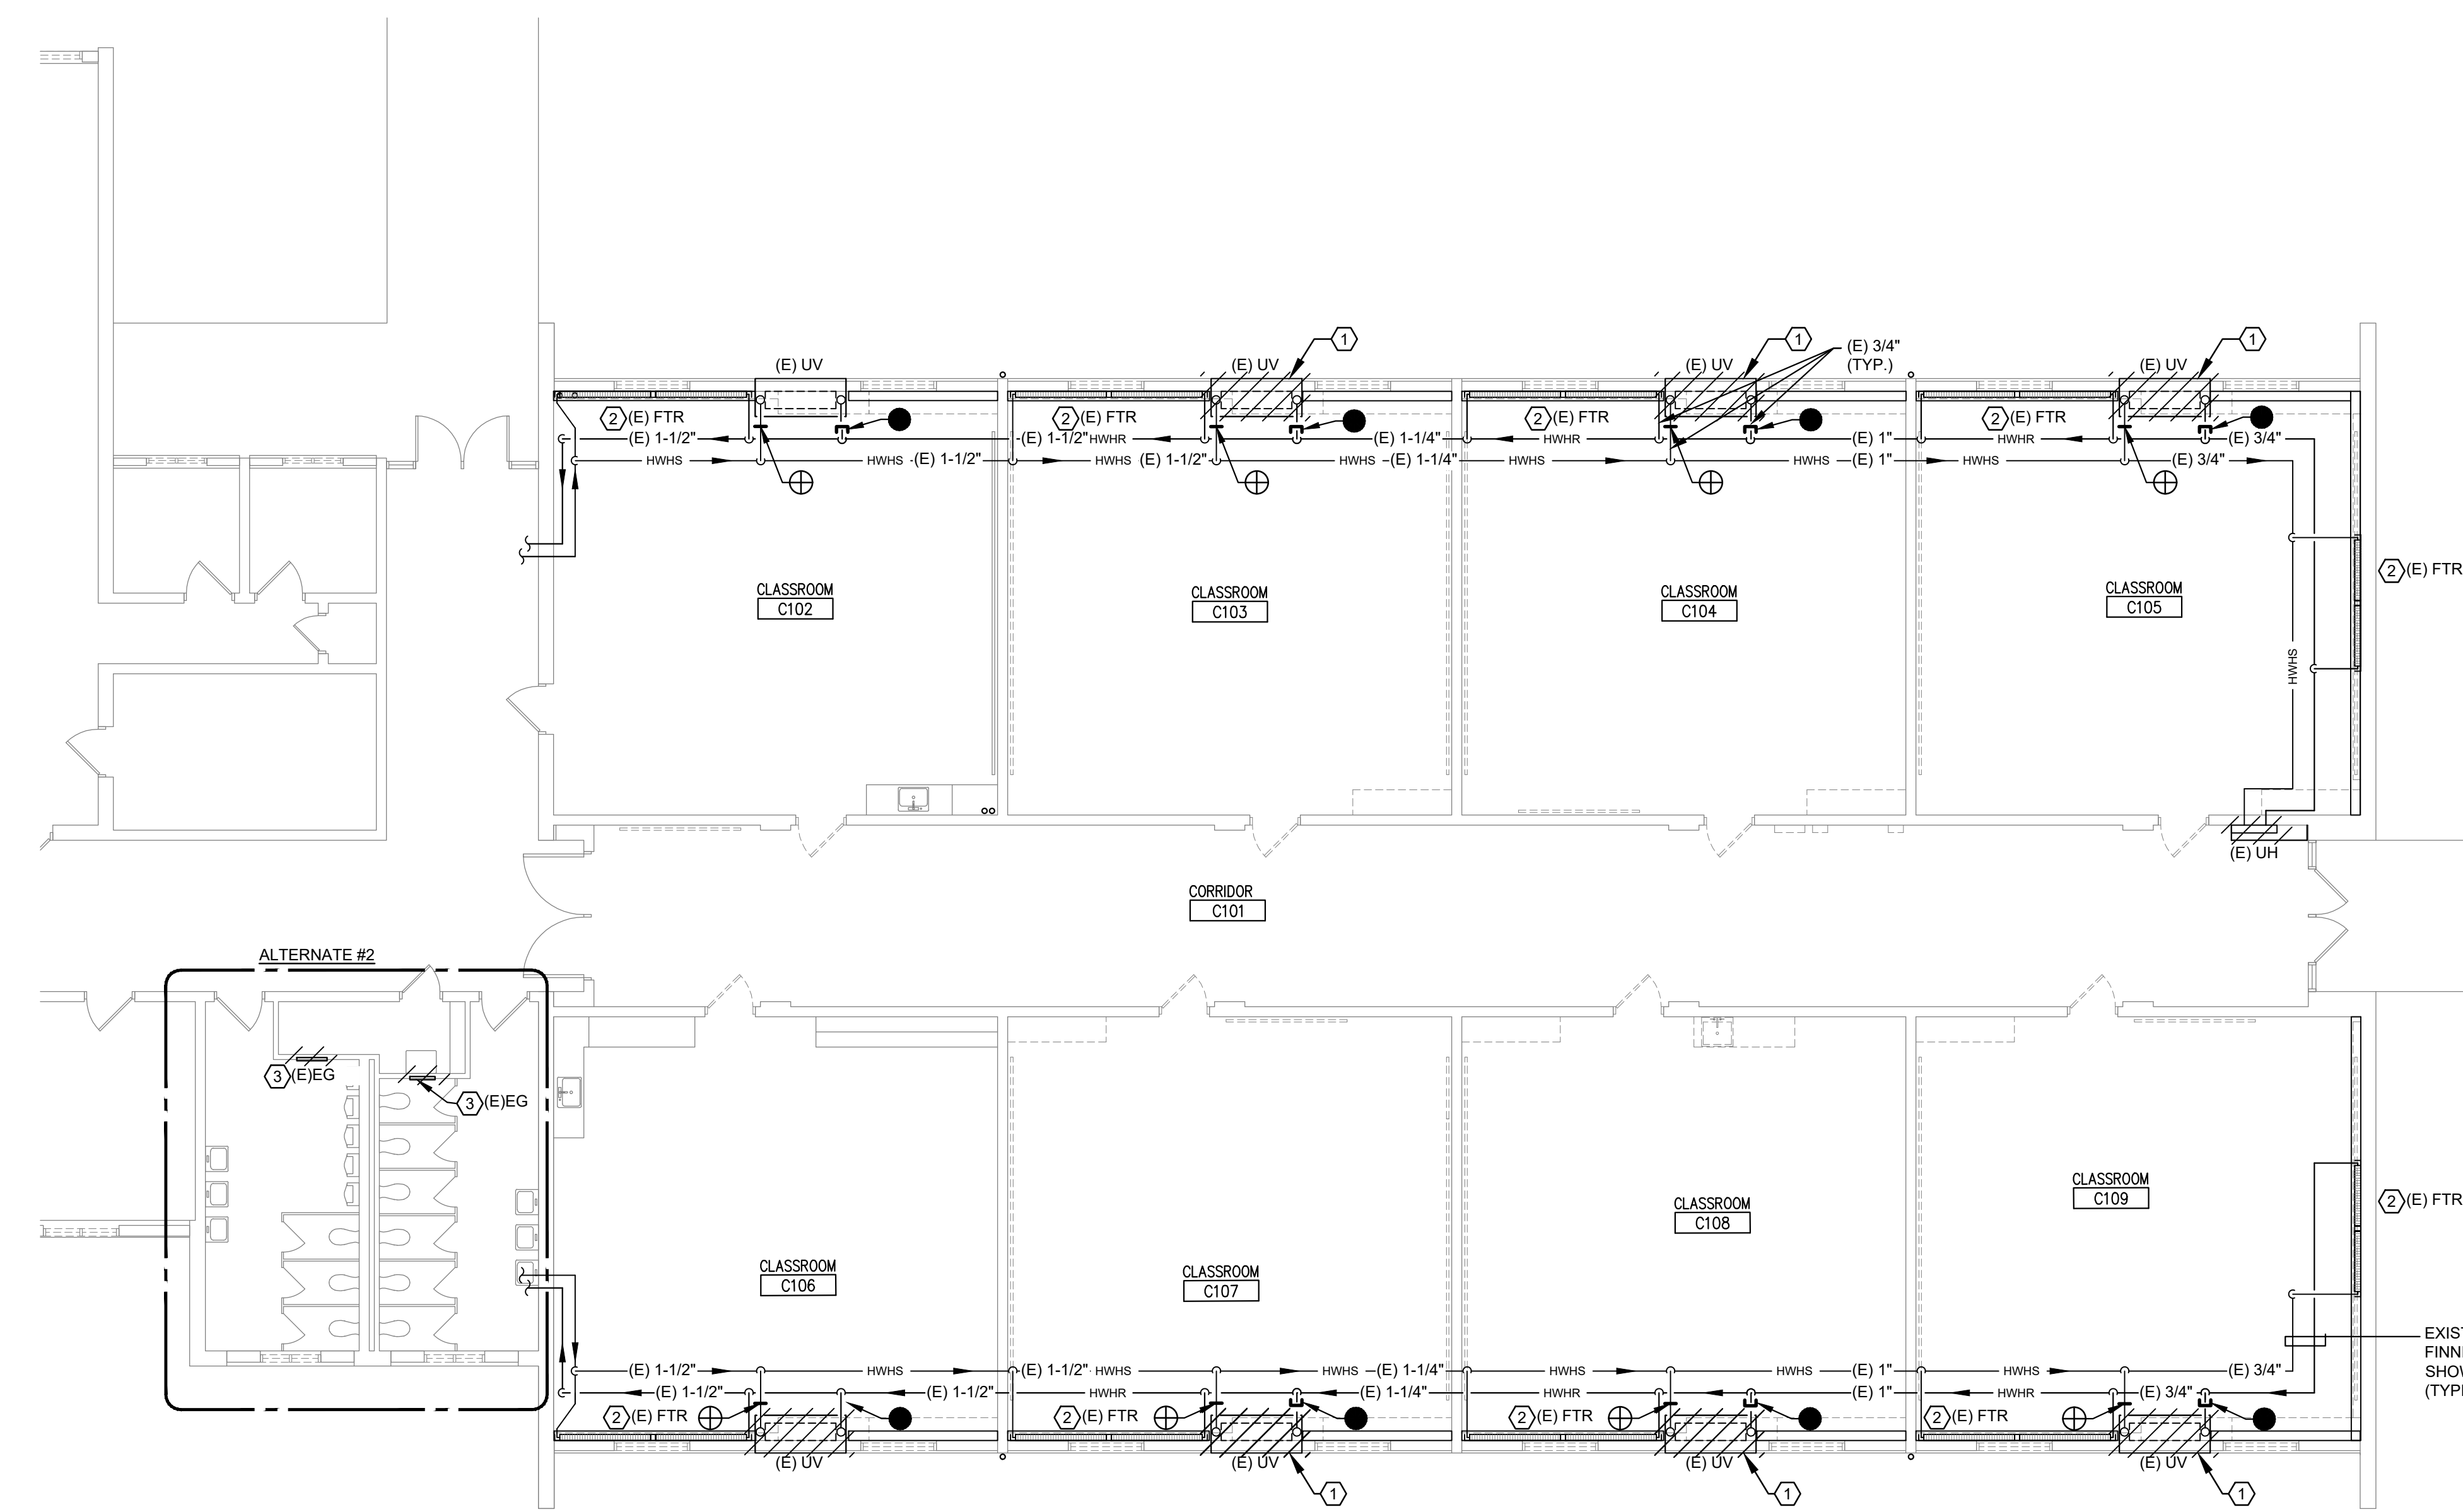 1
1
(E) 3/4"
(TYP.)
1
(E) UV
(E) UV
(E) UV
(E) UV
2 (E) FTR
2 (E) FTR
2 (E) FTR
2 (E) FTR
(E) 1-1/2"
(E) 1-1/2" HWHR
(E) 1-1/4"
HWHR
(E) 1"
HWHR
(E) 3/4"
HWHS
HWHS
(E) 1-1/2"
HWHS
(E) 1-1/2"
HWHS
(E) 1-1/4"
HWHS
HWHS
(E) 1"
HWHS
(E) 3/4"
2 (E) FTR
CLASSROOM
C102
CLASSROOM
C103
CLASSROOM
C104
CLASSROOM
C105
HWHS
(E) UH
CORRIDOR
C101
ALTERNATE #2
3 (E)EG
3 (E)EG
CLASSROOM
C106
CLASSROOM
C107
CLASSROOM
C108
CLASSROOM
C109
2 (E) FTR
EXIST
FINN
SHOW
(TYP
(E) 1-1/2"
HWHS
(E) 1-1/2"
HWHS
HWHS
(E) 1-1/4"
HWHS
HWHS
(E) 1"
HWHS
(E) 3/4"
(E) 1-1/2"
(E) 1-1/2"
HWHR
(E) 1-1/4"
HWHR
(E) 1"
HWHR
(E) 3/4"
2 (E) FTR
2 (E) FTR
2 (E) FTR
2 (E) FTR
(E) UV
(E) UV
(E) UV
(E) UV
1
1
1